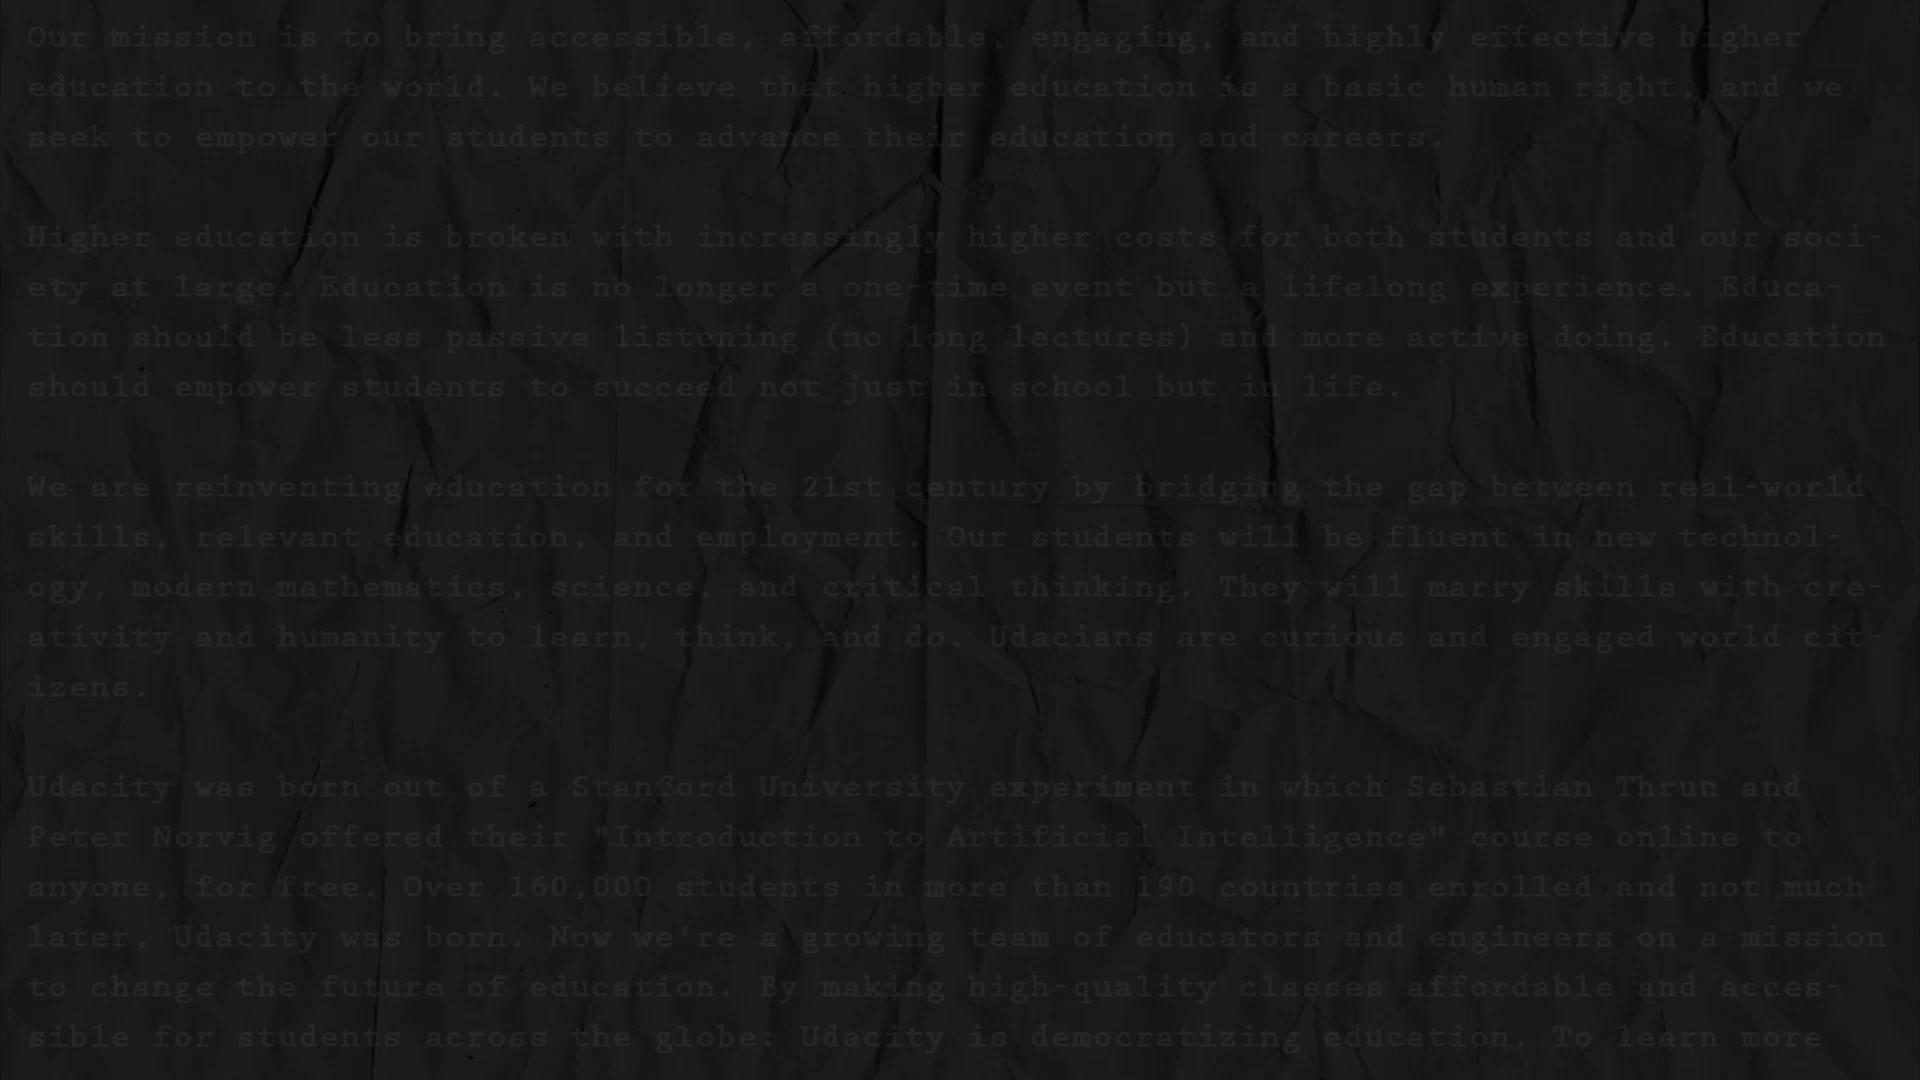 Our mission is to bring accessible, affordable, engaging, and highly effective higher
education to the world. We believe that higher education is a basic human right, and we
seek to empower our students to advance their education and careers.
Higher education is broken with increasingly higher costs for both students and our soci-
ety at large. Education is no longer a one-time event but a lifelong experience. Educa-
tion should be less passive listening (no long lectures) and more active doing. Education
should empower students to succeed not just in school but in life.
We are reinventing education for the 21st century by bridging the gap between real-world
skills, relevant education, and employment. Our students will be fluent in new technol-
ogy, modern mathematics, science, and critical thinking. They will marry skills with cre-
ativity and humanity to learn, think, and do. Udacians are curious and engaged world cit-
izens.
Udacity was born out of a Stanford University experiment in which Sebastian Thrun and
Peter Norvig offered their "Introduction to Artificial Intelligence" course online to
anyone, for free. Over 160,000 students in more than 190 countries enrolled and not much
later, Udacity was born. Now we're a growing team of educators and engineers on a mission
to change the future of education. By making high-quality classes affordable and acces-
sible for students across the globe: Udacity is democratizing education. To learn more